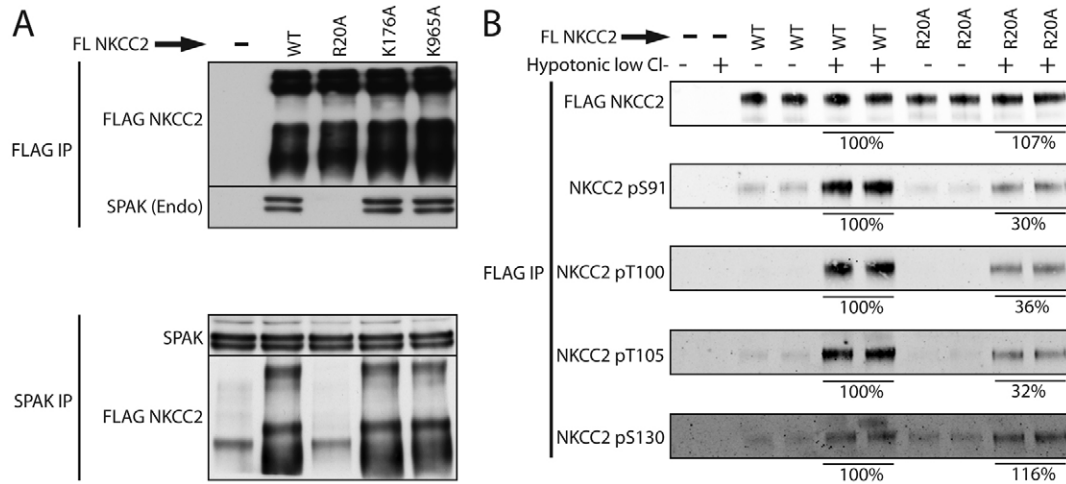 A
FL NKCC2
–
WT
R20A
K176A
K965A
FLAG IP
FLAG NKCC2
SPAK (Endo)
SPAK IP
SPAK
FLAG NKCC2
B
FL NKCC2
– – WT WT WT WT R20A R20A R20A R20A
Hypotonic low Cl- - + - - + + - - + +
FLAG IP
FLAG NKCC2
100% 107%
NKCC2 pS91
100% 30%
NKCC2 pT100
100% 36%
NKCC2 pT105
100% 32%
NKCC2 pS130
100% 116%